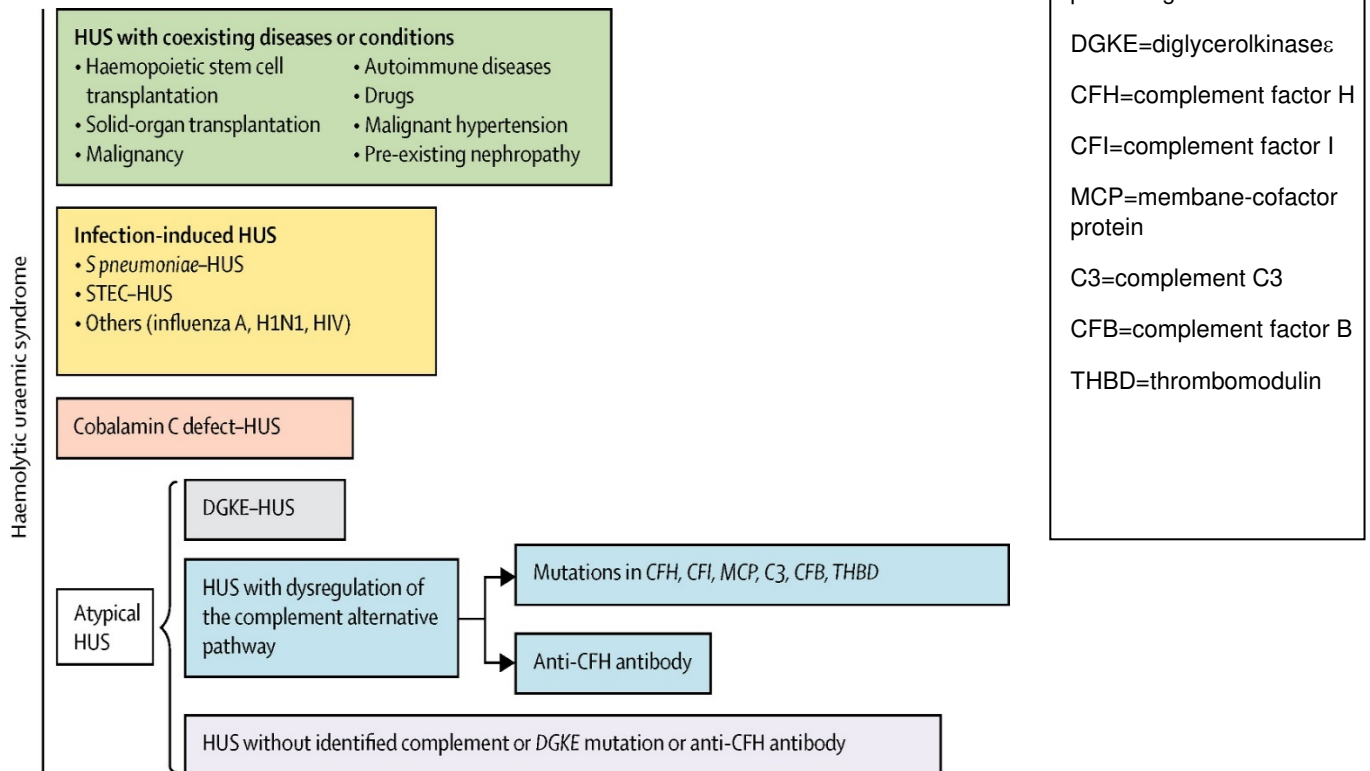 HUS with coexisting diseases or conditions
• Haemopoietic stem cell
transplantation
• Solid-organ transplantation
• Malignancy
• Autoimmune diseases
• Drugs
• Malignant hypertension
• Pre-existing nephropathy
Infection-induced HUS
• S pneumoniae–HUS
• STEC–HUS
• Others (influenza A, H1N1, HIV)
Haemolytic uraemic syndrome
Cobalamin C defect–HUS
Atypical
HUS
DGKE–HUS
HUS with dysregulation of
the complement alternative
pathway
Mutations in CFH, CFI, MCP, C3, CFB, THBD
Anti-CFH antibody
HUS without identified complement or DGKE mutation or anti-CFH antibody
DGKE=diglycerolkinaseε
CFH=complement factor H
CFI=complement factor I
MCP=membane-cofactor
protein
C3=complement C3
CFB=complement factor B
THBD=thrombomodulin